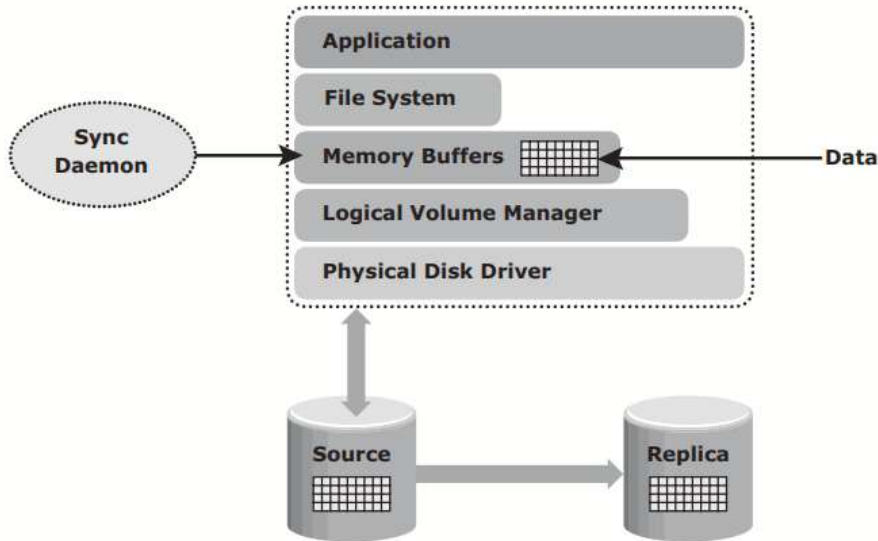 Application
File System
Sync
Daemon
Memory Buffers
Data
Logical Volume Manager
Physical Disk Driver
Source
Replica